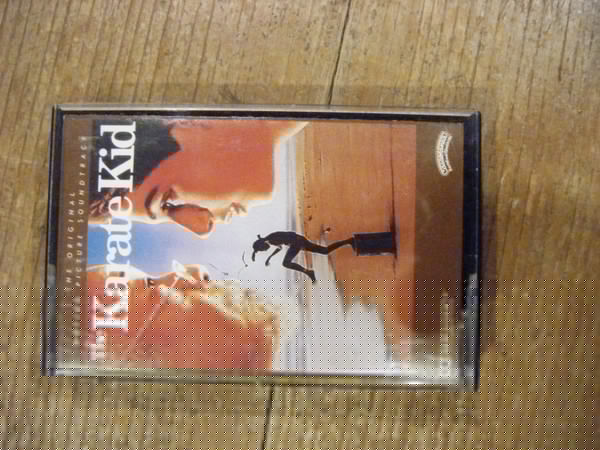 THE ORIGINAL
MOTION PICTURE SOUNDTRACK
The Karate Kid